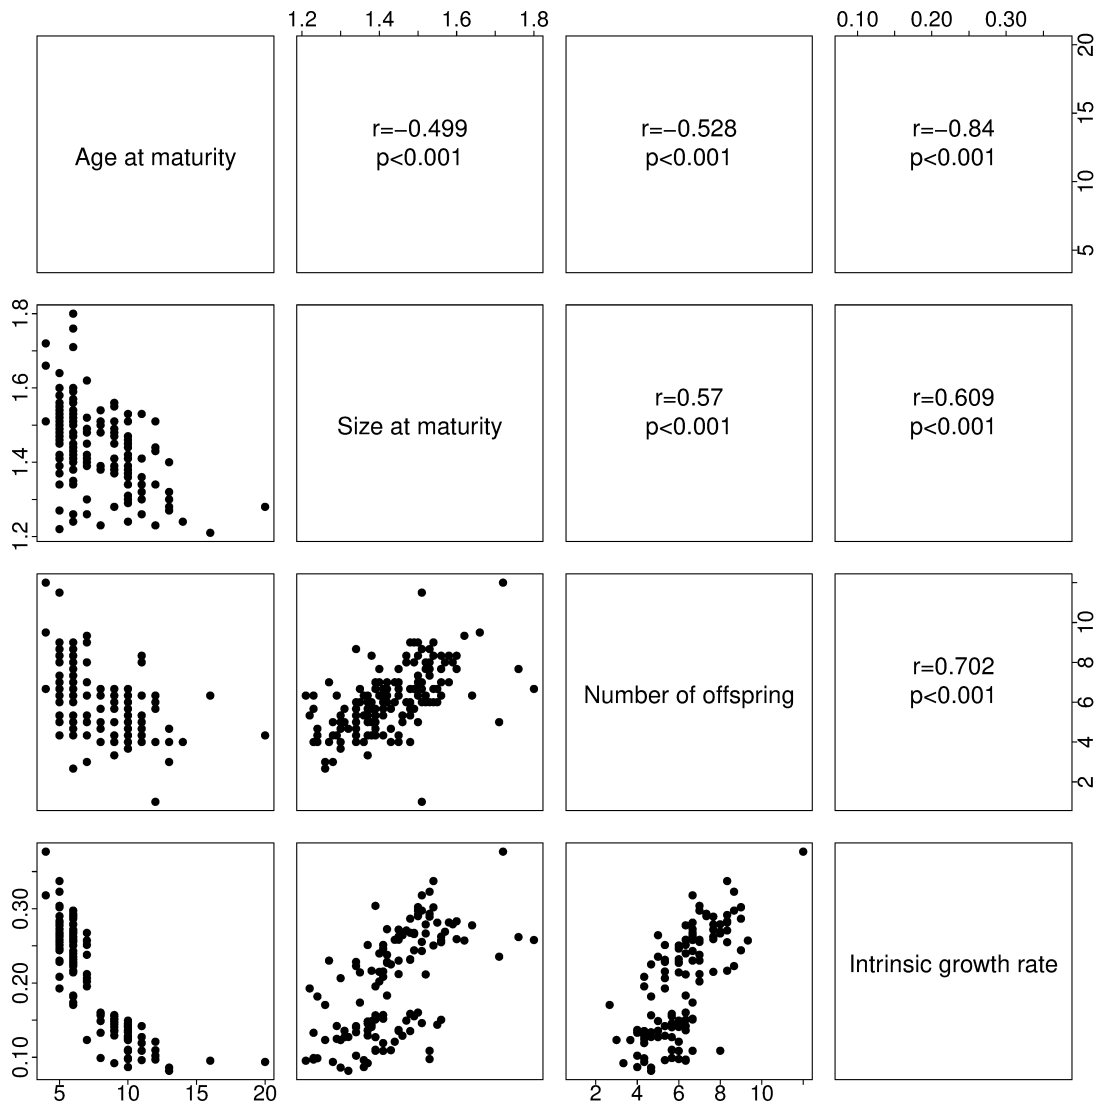 1.2 1.4 1.6 1.8 0.10 0.20 0.30
Age at maturity
r=−0.499
p<0.001
r=−0.528
p<0.001
r=−0.84
p<0.001
20
15
10
5
1.8
1.6
1.4
1.2
Size at maturity
r=0.57
p<0.001
r=0.609
p<0.001
Number of offspring
r=0.702
p<0.001
10
8
6
4
2
0.30
0.20
0.10
Intrinsic growth rate
5 10 15 20 2 4 6 8 10